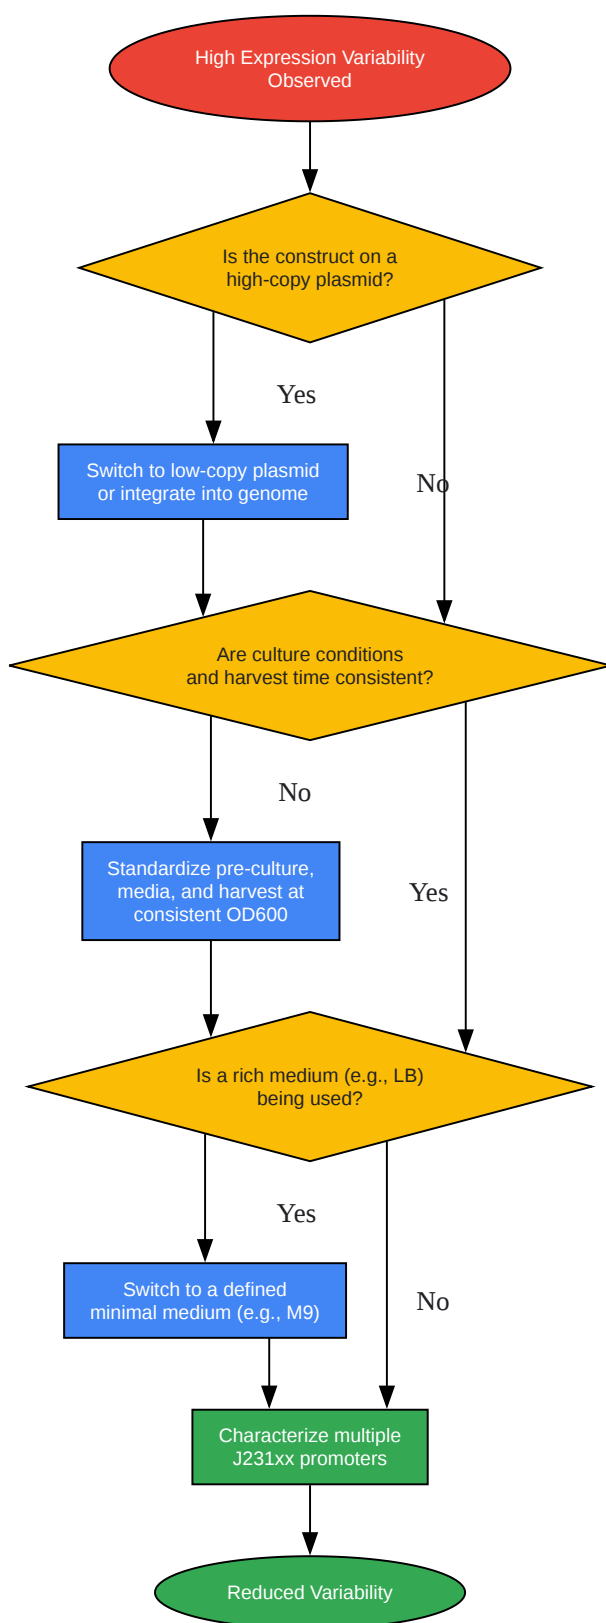 High Expression Variability
Observed
Is the construct on a
high-copy plasmid?
Yes
Switch to low-copy plasmid
or integrate into genome
No
Are culture conditions
and harvest time consistent?
No
Standardize pre-culture,
media, and harvest at
consistent OD600
Yes
Is a rich medium (e.g., LB)
being used?
Yes
Switch to a defined
minimal medium (e.g., M9)
No
Characterize multiple
J231xx promoters
Reduced Variability